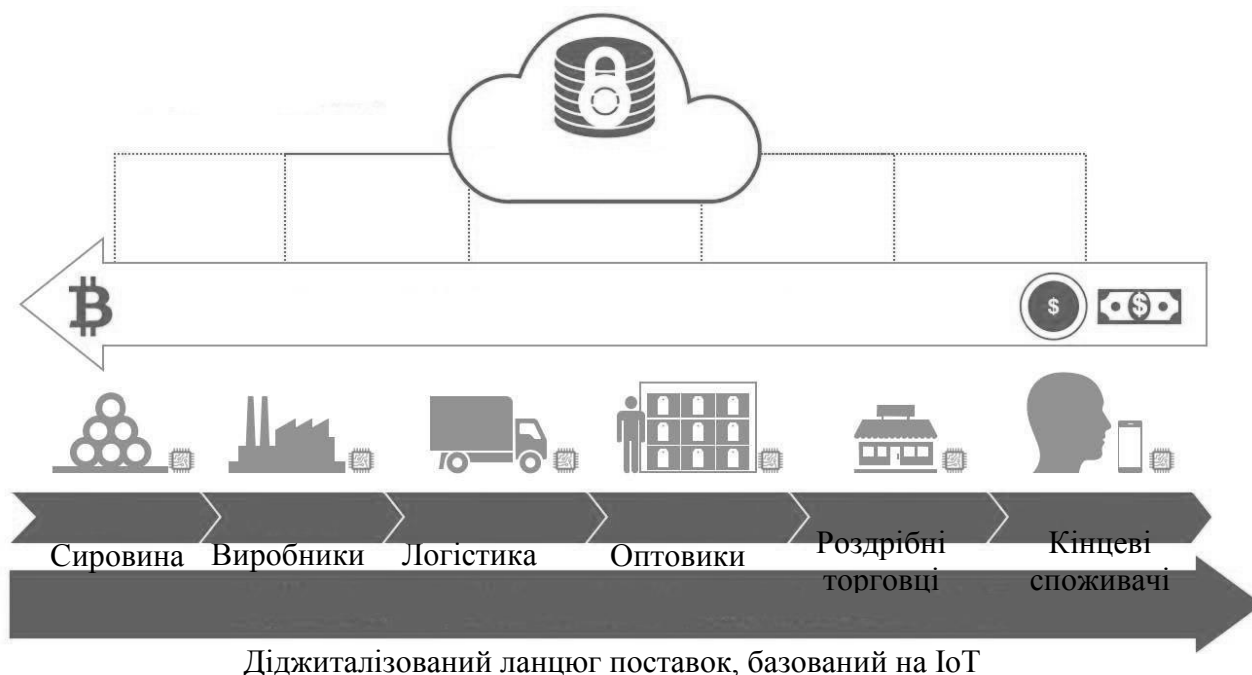 $ $
Сировина Виробники Логістика Оптовики Роздрібні торговці Кінцеві споживачі
Діджиталізований ланцюг поставок, базований на IoT